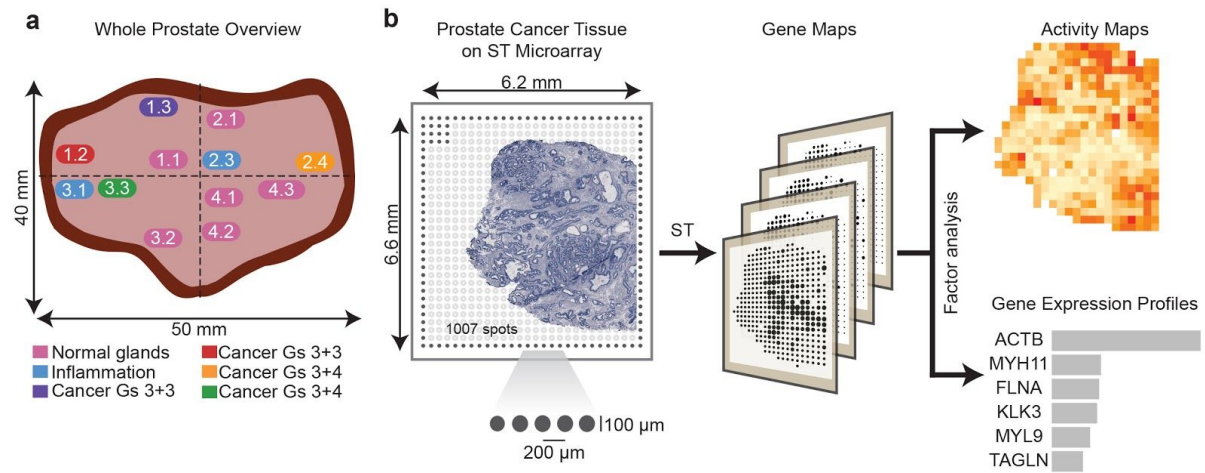 a
Whole Prostate Overview
1.3
2.1
1.2
1.1
2.3
2.4
3.1
3.3
4.1
4.3
3.2
4.2
40 mm
50 mm
Normal glands
Inflammation
Cancer Gs 3+3
Cancer Gs 3+3
Cancer Gs 3+4
Cancer Gs 3+4
b
Prostate Cancer Tissue
on ST Microarray
6.2 mm
6.6 mm
1007 spots
100 µm
200 µm
ST
Gene Maps
Factor analysis
Activity Maps
Gene Expression Profiles
ACTB
MYH11
FLNA
KLK3
MYL9
TAGLN